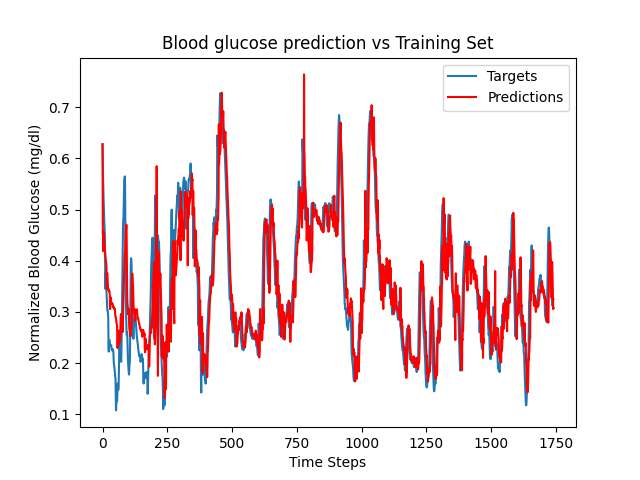 Blood glucose prediction vs Training Set
Targets
Predictions
Normalized Blood Glucose (mg/dl)
0.7
0.6
0.5
0.4
0.3
0.2
0.1
0 250 500 750 1000 1250 1500 1750
Time Steps